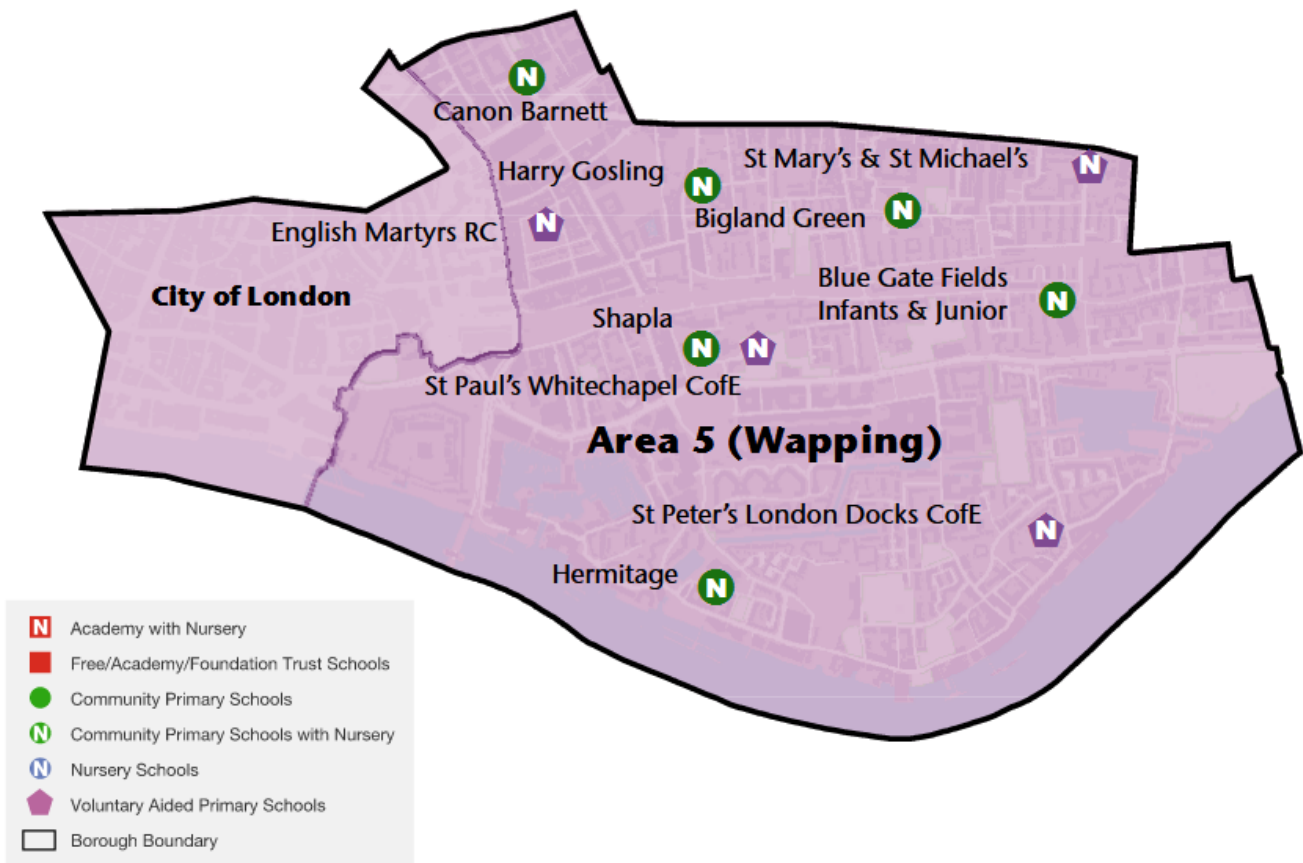 N
Canon Barnett
St Mary's & St Michael's
N
Harry Gosling
N
Bigland Green
N
English Martyrs RC
N
Blue Gate Fields
Infants & Junior
N
City of London
Shapla
N
N
St Paul's Whitechapel CofE
Area 5 (Wapping)
St Peter's London Docks CofE
N
Hermitage
N
N Academy with Nursery
Free/Academy/Foundation Trust Schools
Community Primary Schools
N Community Primary Schools with Nursery
N Nursery Schools
Voluntary Aided Primary Schools
Borough Boundary